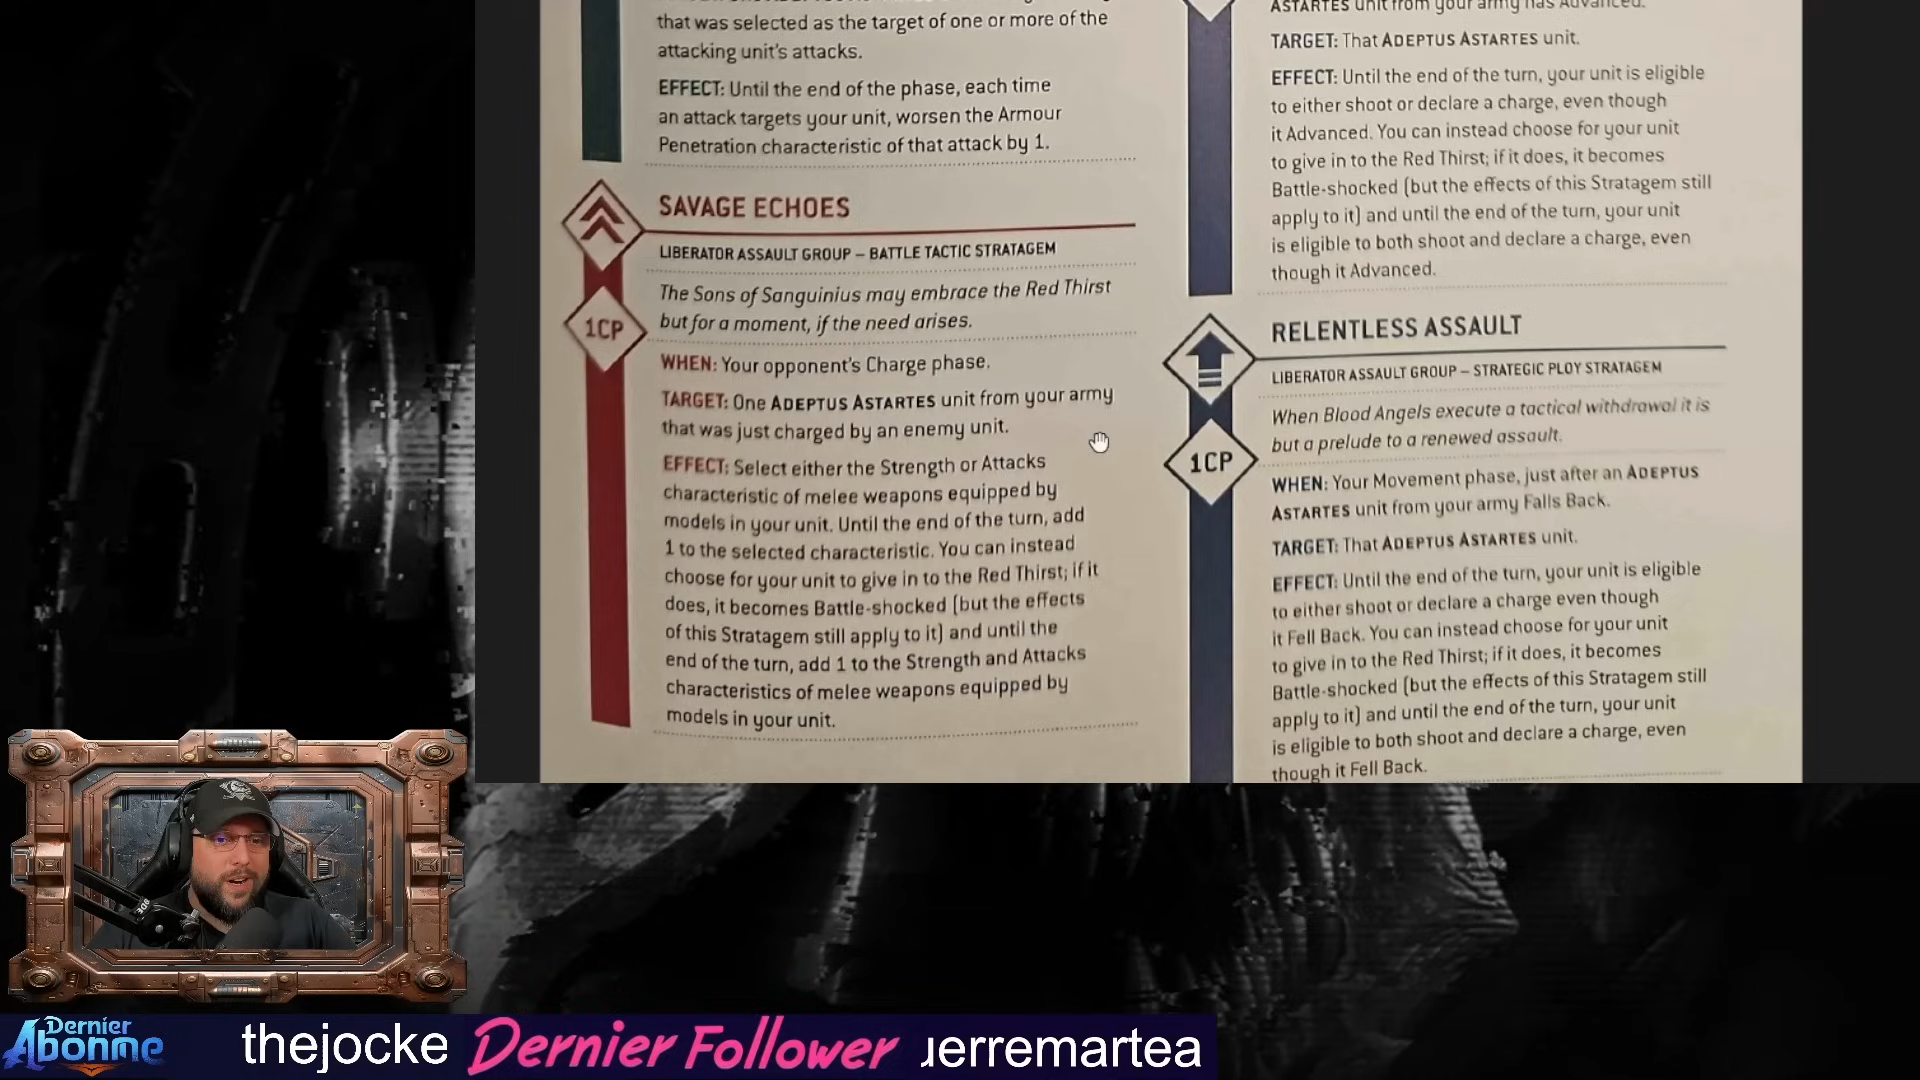 that was selected as the target of one or more of the
attacking unit's attacks.
EFFECT: Until the end of the phase, each time
an attack targets your unit, worsen the Armour
Penetration characteristic of that attack by 1.
SAVAGE ECHOES
LIBERATOR ASSAULT GROUP – BATTLE TACTIC STRATAGEM
The Sons of Sanguinius may embrace the Red Thirst
but for a moment, if the need arises.
1CP
WHEN: Your opponent's Charge phase.
TARGET: One ADEPTUS ASTARTES unit from your army
that was just charged by an enemy unit.
EFFECT: Select either the Strength or Attacks
characteristic of melee weapons equipped by
models in your unit. Until the end of the turn, add
1 to the selected characteristic. You can instead
choose for your unit to give in to the Red Thirst; if it
does, it becomes Battle-shocked (but the effects
of this Stratagem still apply to it) and until the
end of the turn, add 1 to the Strength and Attacks
characteristics of melee weapons equipped by
models in your unit.
ASTARTES unit from your army has Advanced.
TARGET: That ADEPTUS ASTARTES unit.
EFFECT: Until the end of the turn, your unit is eligible
to either shoot or declare a charge, even though
it Advanced. You can instead choose for your unit
to give in to the Red Thirst; if it does, it becomes
Battle-shocked (but the effects of this Stratagem still
apply to it) and until the end of the turn, your unit
is eligible to both shoot and declare a charge, even
though it Advanced.
RELENTLESS ASSAULT
LIBERATOR ASSAULT GROUP – STRATEGIC PLOY STRATAGEM
When Blood Angels execute a tactical withdrawal it is
but a prelude to a renewed assault.
1CP
WHEN: Your Movement phase, just after an ADEPTUS
ASTARTES unit from your army Falls Back.
TARGET: That ADEPTUS ASTARTES unit.
EFFECT: Until the end of the turn, your unit is eligible
to either shoot or declare a charge even though
it Fell Back. You can instead choose for your unit
to give in to the Red Thirst; if it does, it becomes
Battle-shocked (but the effects of this Stratagem still
apply to it) and until the end of the turn, your unit
is eligible to both shoot and declare a charge, even
though it Fell Back.
Dernier
Abonné
thejocke
Dernier Follower